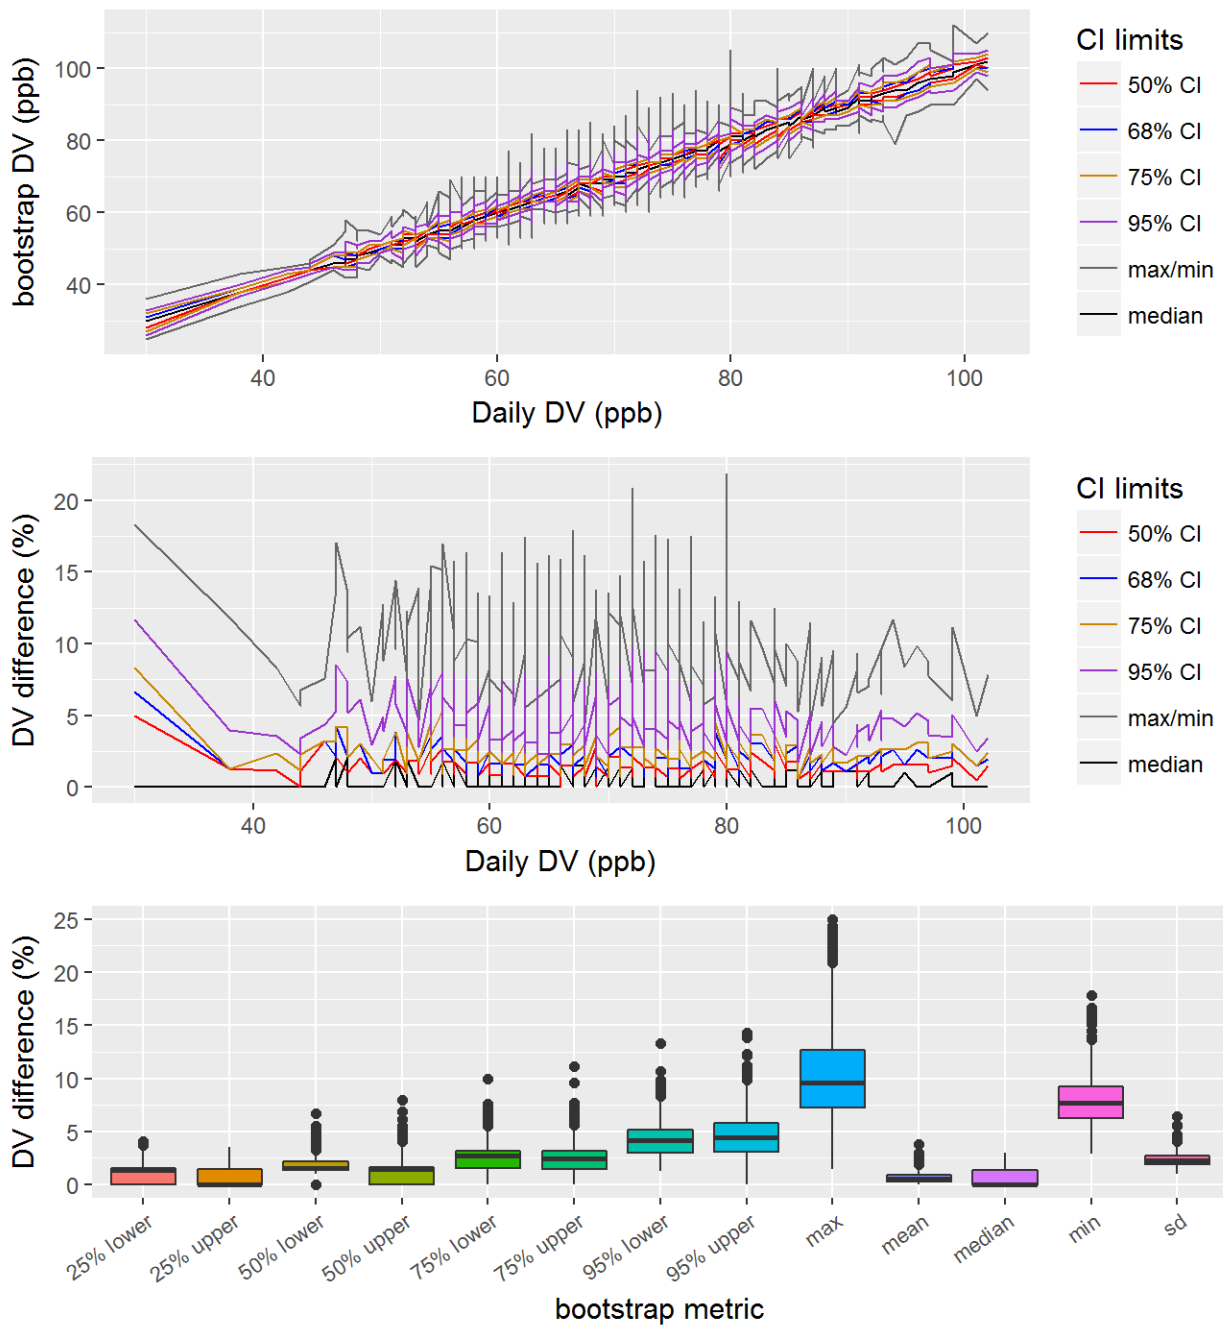 bootstrap DV (ppb)
100
80
60
40
40 60 80 100
Daily DV (ppb)
CI limits
50% CI
68% CI
75% CI
95% CI
max/min
median
DV difference (%)
20
15
10
5
0
40 60 80 100
Daily DV (ppb)
CI limits
50% CI
68% CI
75% CI
95% CI
max/min
median
DV difference (%)
25
20
15
10
5
0
25% lower
25% upper
50% lower
50% upper
75% lower
75% upper
95% lower
95% upper
max
mean
median
min
sd
bootstrap metric